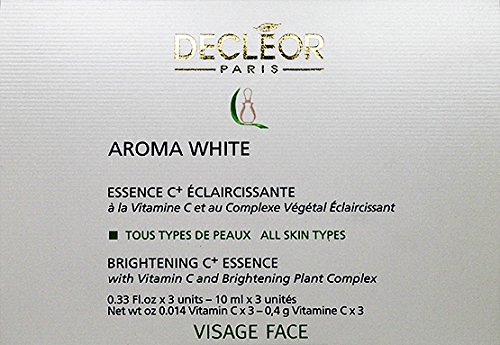 DECLÉOR
PARIS
AROMA WHITE
ESSENCE C+ ÉCLAIRCISSANTE
à la Vitamine C et au Complexe Végétal Éclaircissant
■ TOUS TYPES DE PEAUX ALL SKIN TYPES
BRIGHTENING C+ ESSENCE
with Vitamin C and Brightening Plant Complex
0.33 Fl.oz x 3 units – 10 ml x 3 unités
Net wt oz 0.014 Vitamin C x 3 – 0,4 g Vitamine C x 3
VISAGE FACE